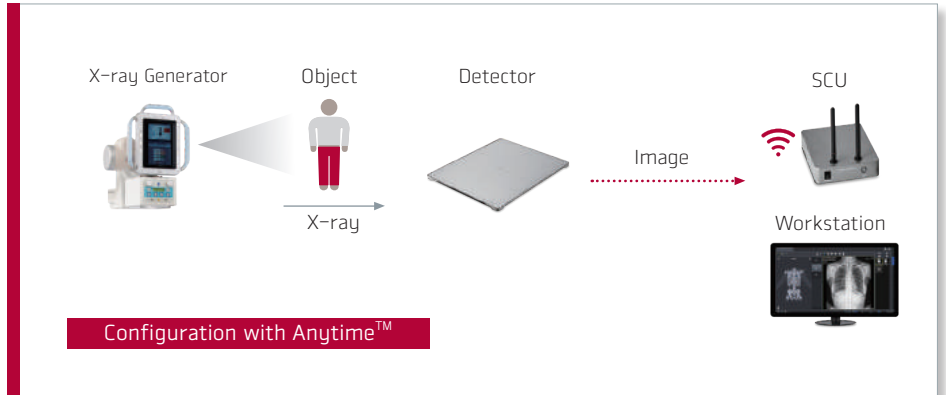 X-ray Generator
Object
Detector
SCU
Image
X-ray
Workstation
Configuration with Anytime™